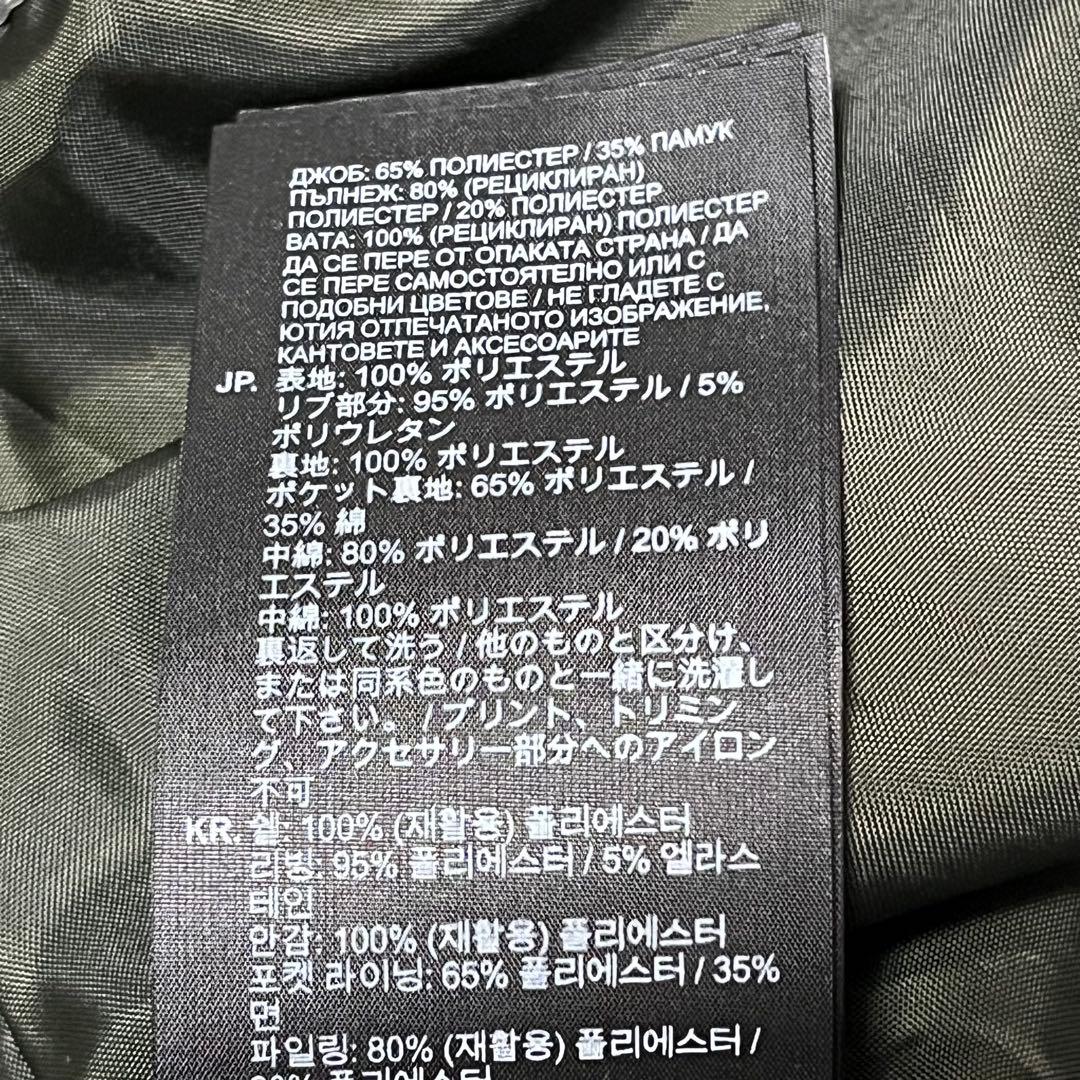 ДЖОБ: 65% ПОЛИЕСТЕР / 35% ПАМУК
ПЪЛНЕЖ: 80% (РЕЦИКЛИРАН)
ПОЛИЕСТЕР / 20% ПОЛИЕСТЕР
ВАТА: 100% (РЕЦИКЛИРАН) ПОЛИЕСТЕР
ДА СЕ ПЕРЕ ОТ ОПАКАТА СТРАНА / ДА
СЕ ПЕРЕ САМОСТОЯТЕЛНО ИЛИ С
ПОДОБНИ ЦВЕТОВЕ / НЕ ГЛАДЕТЕ С
ЮТИЯ ОТПЕЧАТАНОТО ИЗОБРАЖЕНИЕ,
КАНТОВЕТЕ И АКСЕСОАРИТЕ
JP. 表地: 100% ポリエステル
リブ部分: 95% ポリエステル / 5%
ポリウレタン
裏地: 100% ポリエステル
ポケット裏地: 65% ポリエステル /
35% 綿
中綿: 80% ポリエステル / 20% ポリ
エステル
中綿: 100% ポリエステル
裏返して洗う / 他のものと区分け、
または同系色のものと一緒に洗濯し
て下さい。 / プリント、トリミン
グ、アクセサリー部分へのアイロン
不可
KR. 쉘: 100% (재활용) 폴리에스터
리빙: 95% 폴리에스터 / 5% 엘라스
테인
안감: 100% (재활용) 폴리에스터
포켓 라이닝: 65% 폴리에스터 / 35%
면
파일링: 80% (재활용) 폴리에스터 /
20% 폴리에스터